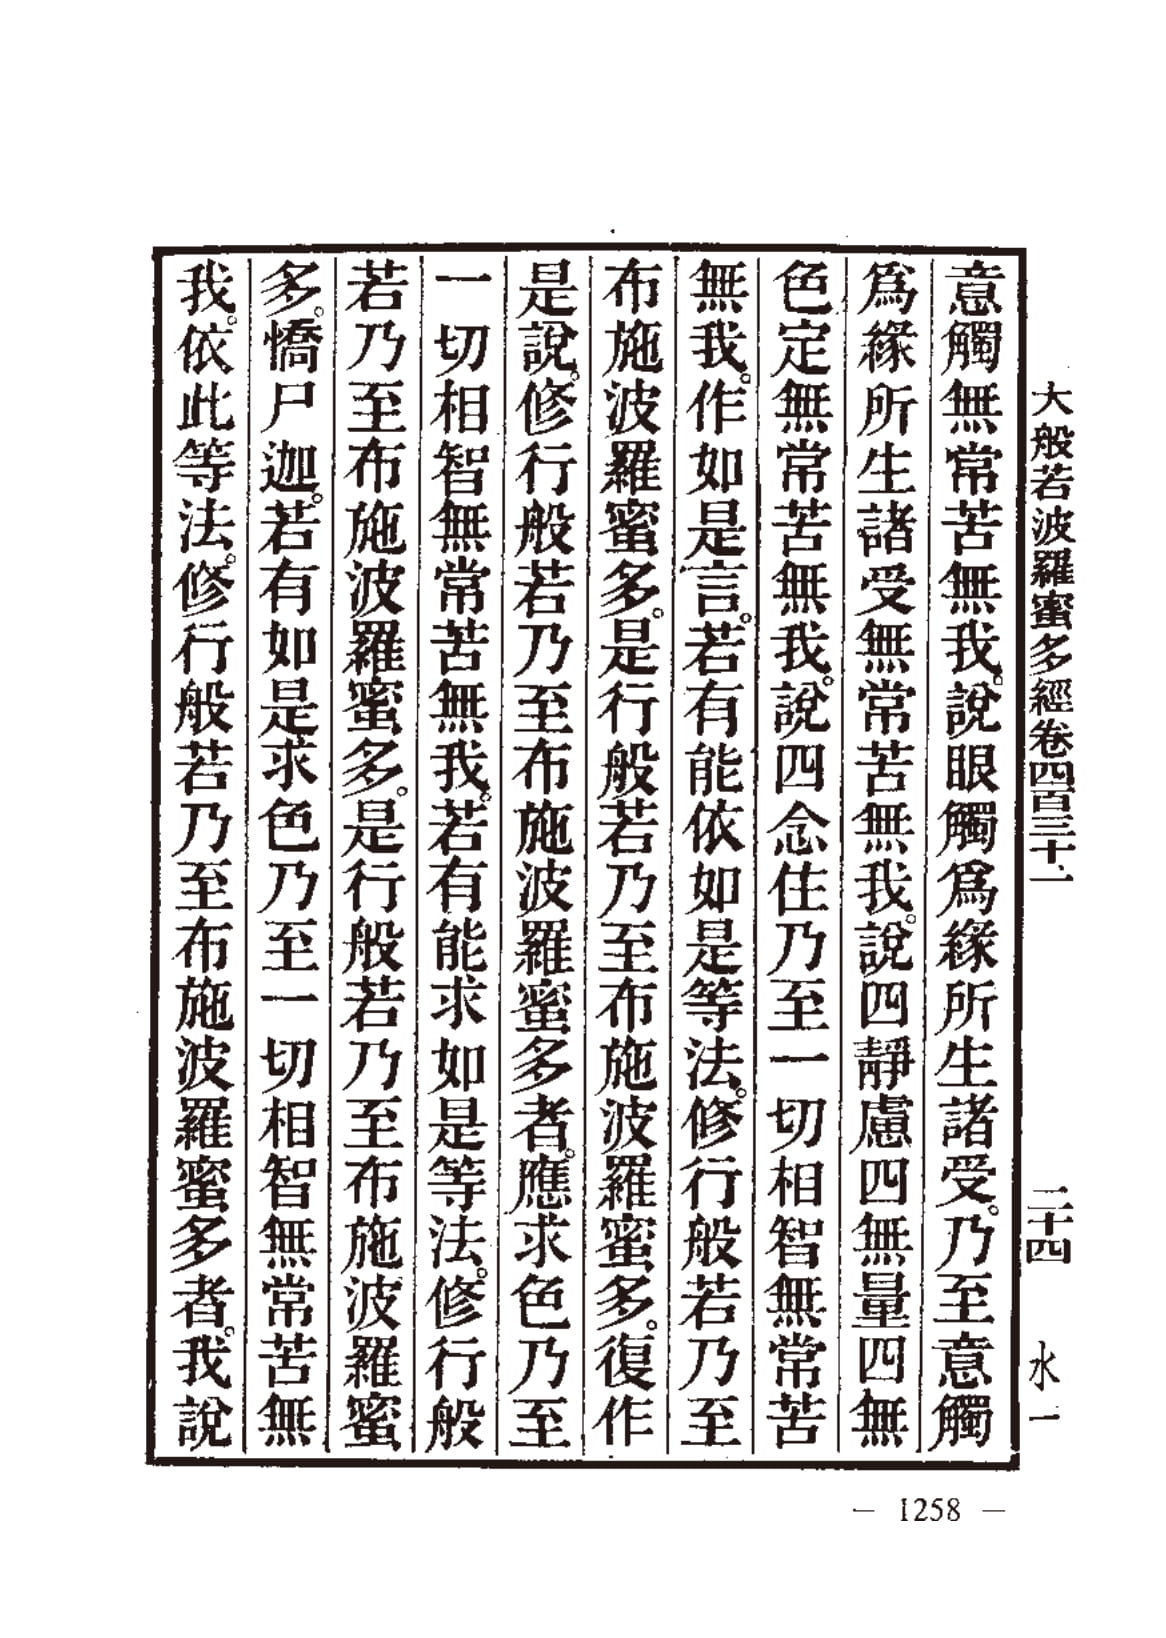 大般若波羅蜜多經卷四百三十一 二十四 水一
意觸無常苦無我。說眼觸爲緣所生諸受。乃至意觸
爲緣所生諸受無常苦無我。說四靜慮四無量四無
色定無常苦無我。說四念住乃至一切相智無常苦
無我。作如是言。若有能依如是等法。修行般若乃至
布施波羅蜜多。是行般若乃至布施波羅蜜多。復作
是說。修行般若乃至布施波羅蜜多者。應求色乃至
一切相智無常苦無我。若有能求如是等法。修行般
若乃至布施波羅蜜多。是行般若乃至布施波羅蜜
多。憍尸迦。若有如是求色乃至一切相智無常苦無
我。依此等法。修行般若乃至布施波羅蜜多者。我說
— 1258 —